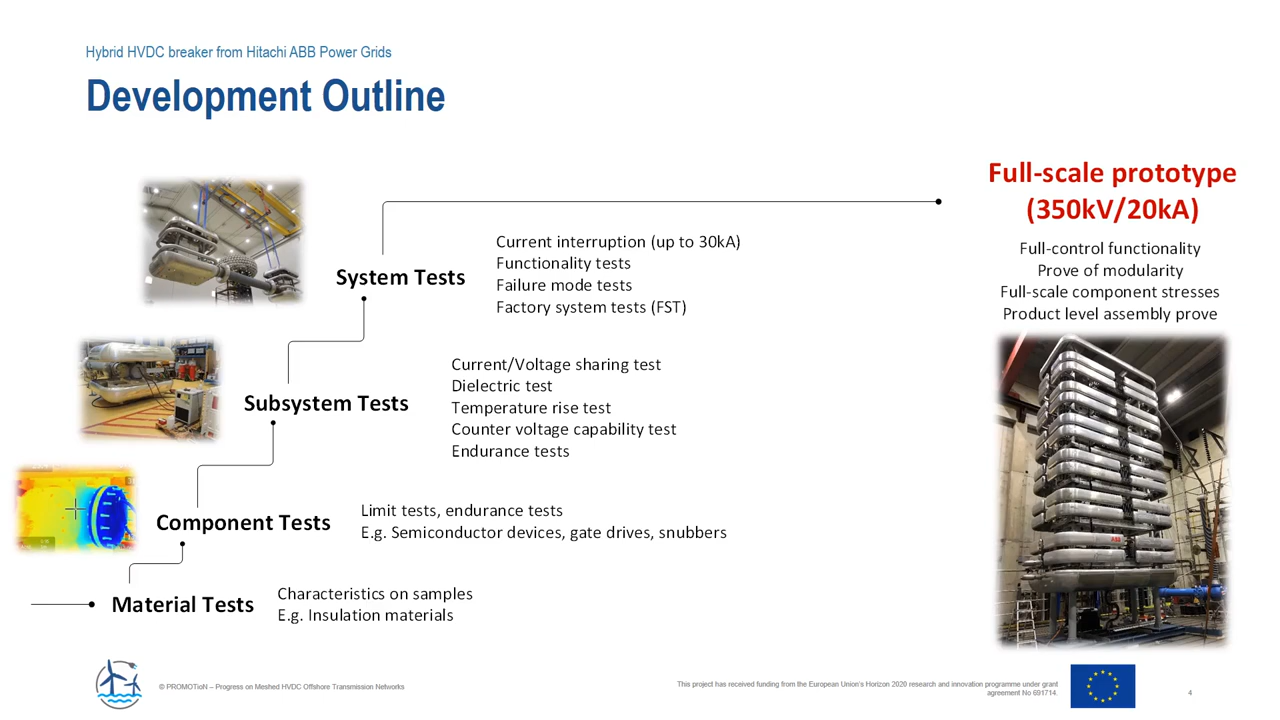 Hybrid HVDC breaker from Hitachi ABB Power Grids
Development Outline
Full-scale prototype
(350kV/20kA)
Full-control functionality
Prove of modularity
Full-scale component stresses
Product level assembly prove
System Tests
Current interruption (up to 30kA)
Functionality tests
Failure mode tests
Factory system tests (FST)
Subsystem Tests
Current/Voltage sharing test
Dielectric test
Temperature rise test
Counter voltage capability test
Endurance tests
Component Tests
Limit tests, endurance tests
E.g. Semiconductor devices, gate drives, snubbers
Material Tests
Characteristics on samples
E.g. Insulation materials
ABB
© PROMOTioN – Progress on Meshed HVDC Offshore Transmission Networks
This project has received funding from the European Union's Horizon 2020 research and innovation programme under grant
agreement No 691714.
4